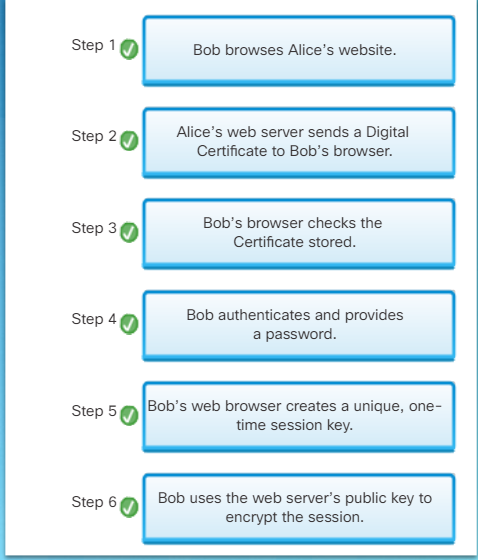 Step 1
Bob browses Alice's website.
Step 2
Alice's web server sends a Digital
Certificate to Bob's browser.
Step 3
Bob's browser checks the
Certificate stored.
Step 4
Bob authenticates and provides
a password.
Step 5
Bob's web browser creates a unique, one-
time session key.
Step 6
Bob uses the web server's public key to
encrypt the session.